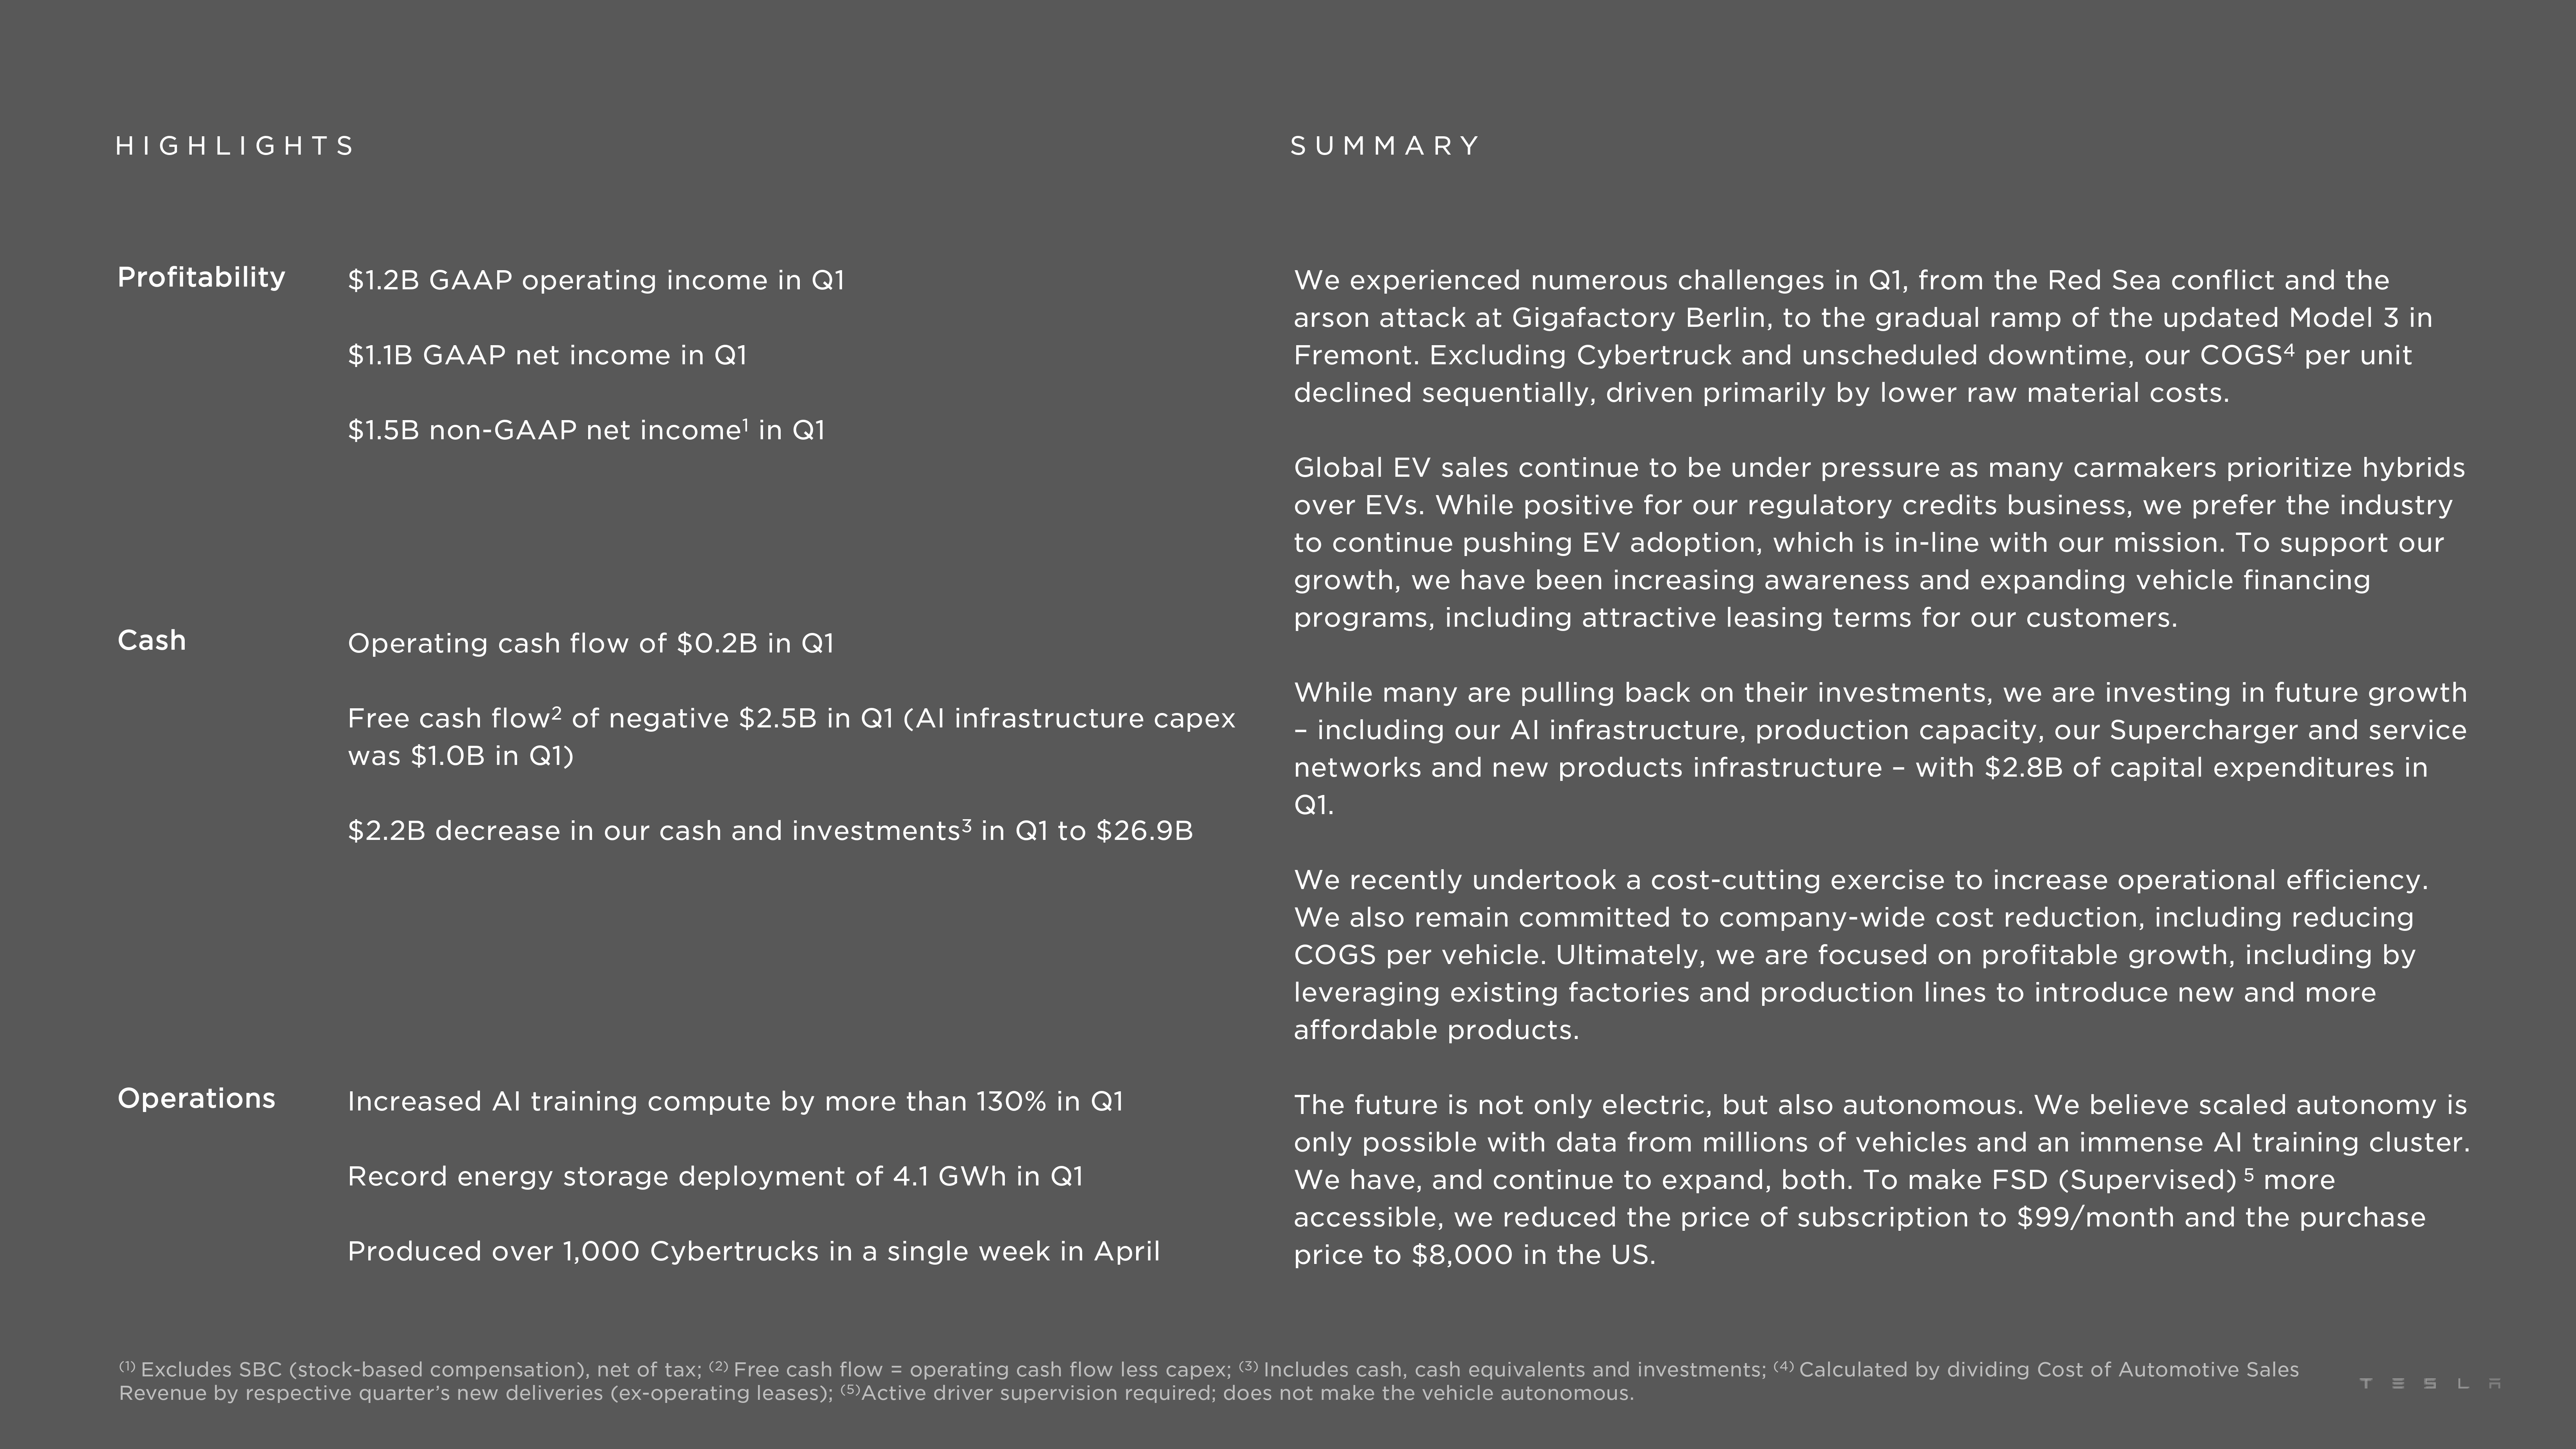 HIGHLIGHTS
Profitability
$1.2B GAAP operating income in Q1
$1.1B GAAP net income in Q1
$1.5B non-GAAP net income¹ in Q1
Cash
Operating cash flow of $0.2B in Q1
Free cash flow² of negative $2.5B in Q1 (AI infrastructure capex
was $1.0B in Q1)
$2.2B decrease in our cash and investments³ in Q1 to $26.9B
Operations
Increased AI training compute by more than 130% in Q1
Record energy storage deployment of 4.1 GWh in Q1
Produced over 1,000 Cybertrucks in a single week in April
SUMMARY
We experienced numerous challenges in Q1, from the Red Sea conflict and the
arson attack at Gigafactory Berlin, to the gradual ramp of the updated Model 3 in
Fremont. Excluding Cybertruck and unscheduled downtime, our COGS⁴ per unit
declined sequentially, driven primarily by lower raw material costs.
Global EV sales continue to be under pressure as many carmakers prioritize hybrids
over EVs. While positive for our regulatory credits business, we prefer the industry
to continue pushing EV adoption, which is in-line with our mission. To support our
growth, we have been increasing awareness and expanding vehicle financing
programs, including attractive leasing terms for our customers.
While many are pulling back on their investments, we are investing in future growth
– including our AI infrastructure, production capacity, our Supercharger and service
networks and new products infrastructure – with $2.8B of capital expenditures in
Q1.
We recently undertook a cost-cutting exercise to increase operational efficiency.
We also remain committed to company-wide cost reduction, including reducing
COGS per vehicle. Ultimately, we are focused on profitable growth, including by
leveraging existing factories and production lines to introduce new and more
affordable products.
The future is not only electric, but also autonomous. We believe scaled autonomy is
only possible with data from millions of vehicles and an immense AI training cluster.
We have, and continue to expand, both. To make FSD (Supervised) ⁵ more
accessible, we reduced the price of subscription to $99/month and the purchase
price to $8,000 in the US.
⁽¹⁾ Excludes SBC (stock-based compensation), net of tax; ⁽²⁾ Free cash flow = operating cash flow less capex; ⁽³⁾ Includes cash, cash equivalents and investments; ⁽⁴⁾ Calculated by dividing Cost of Automotive Sales
Revenue by respective quarter’s new deliveries (ex-operating leases); ⁽⁵⁾Active driver supervision required; does not make the vehicle autonomous.
TESLA